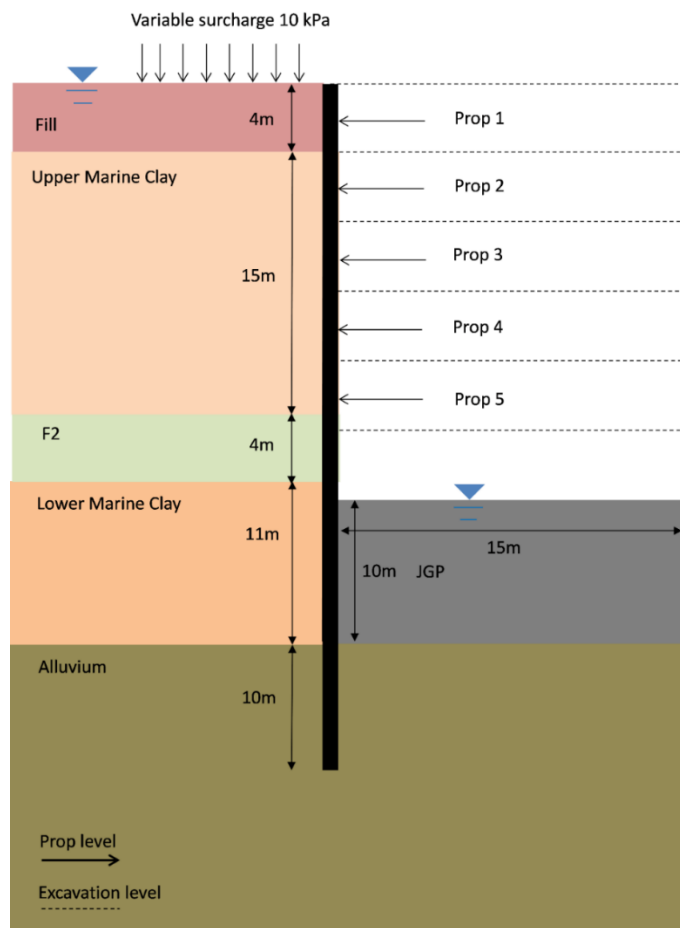 Variable surcharge 10 kPa
Fill
4m
Prop 1
Upper Marine Clay
Prop 2
15m
Prop 3
Prop 4
Prop 5
F2
4m
Lower Marine Clay
11m
15m
10m JGP
Alluvium
10m
Prop level
Excavation level